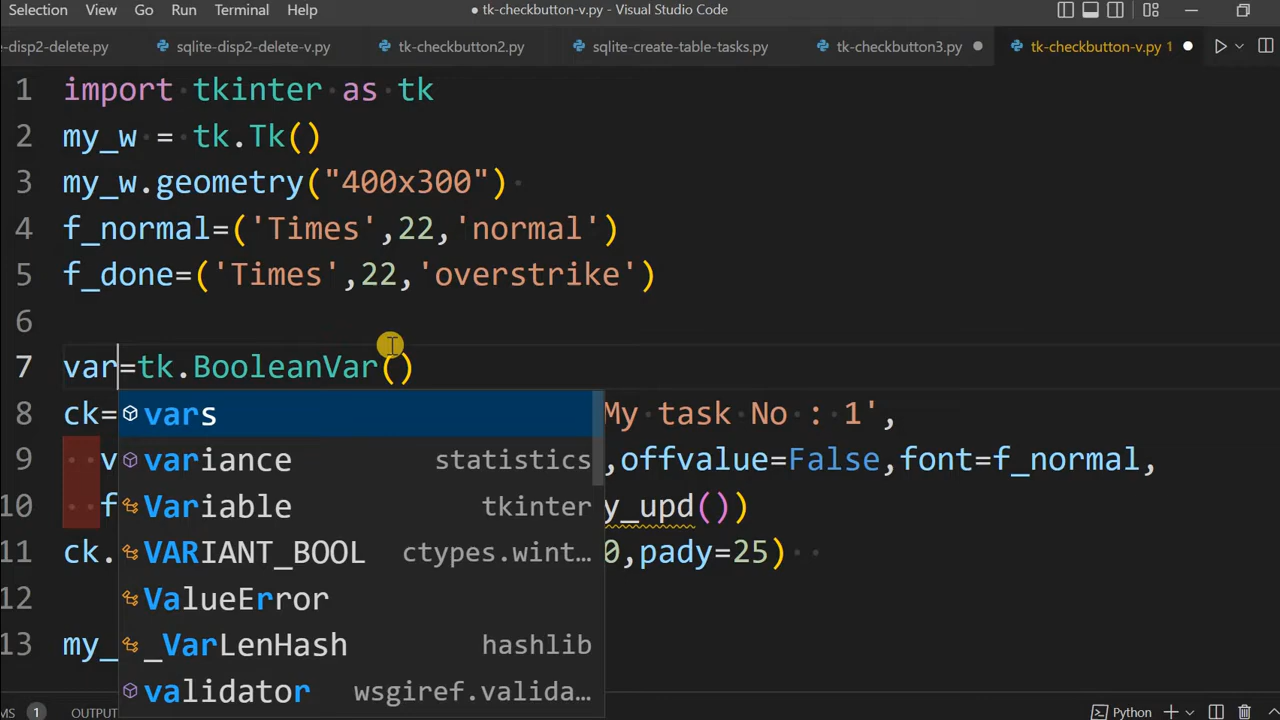 Selection View Go Run Terminal Help ● tk-checkbutton-v.py - Visual Studio Code
e-disp2-delete.py sqlite-disp2-delete-v.py tk-checkbutton2.py sqlite-create-table-tasks.py tk-checkbutton3.py tk-checkbutton-v.py 1
1 import tkinter as tk
2 my_w = tk.Tk()
3 my_w.geometry("400x300")
4 f_normal=('Times',22,'normal')
5 f_done=('Times',22,'overstrike')
6
7 var=tk.BooleanVar()
8 ck= My task No : 1',
vars
9 v ,offvalue=False,font=f_normal,
variance statistics
10 f y_upd())
Variable tkinter
11 ck. 0,pady=25)
VARIANT_BOOL ctypes.wint…
12
ValueError
13 my_
_VarLenHash hashlib
validator wsgiref.valida…
MS 1 OUTPU Python